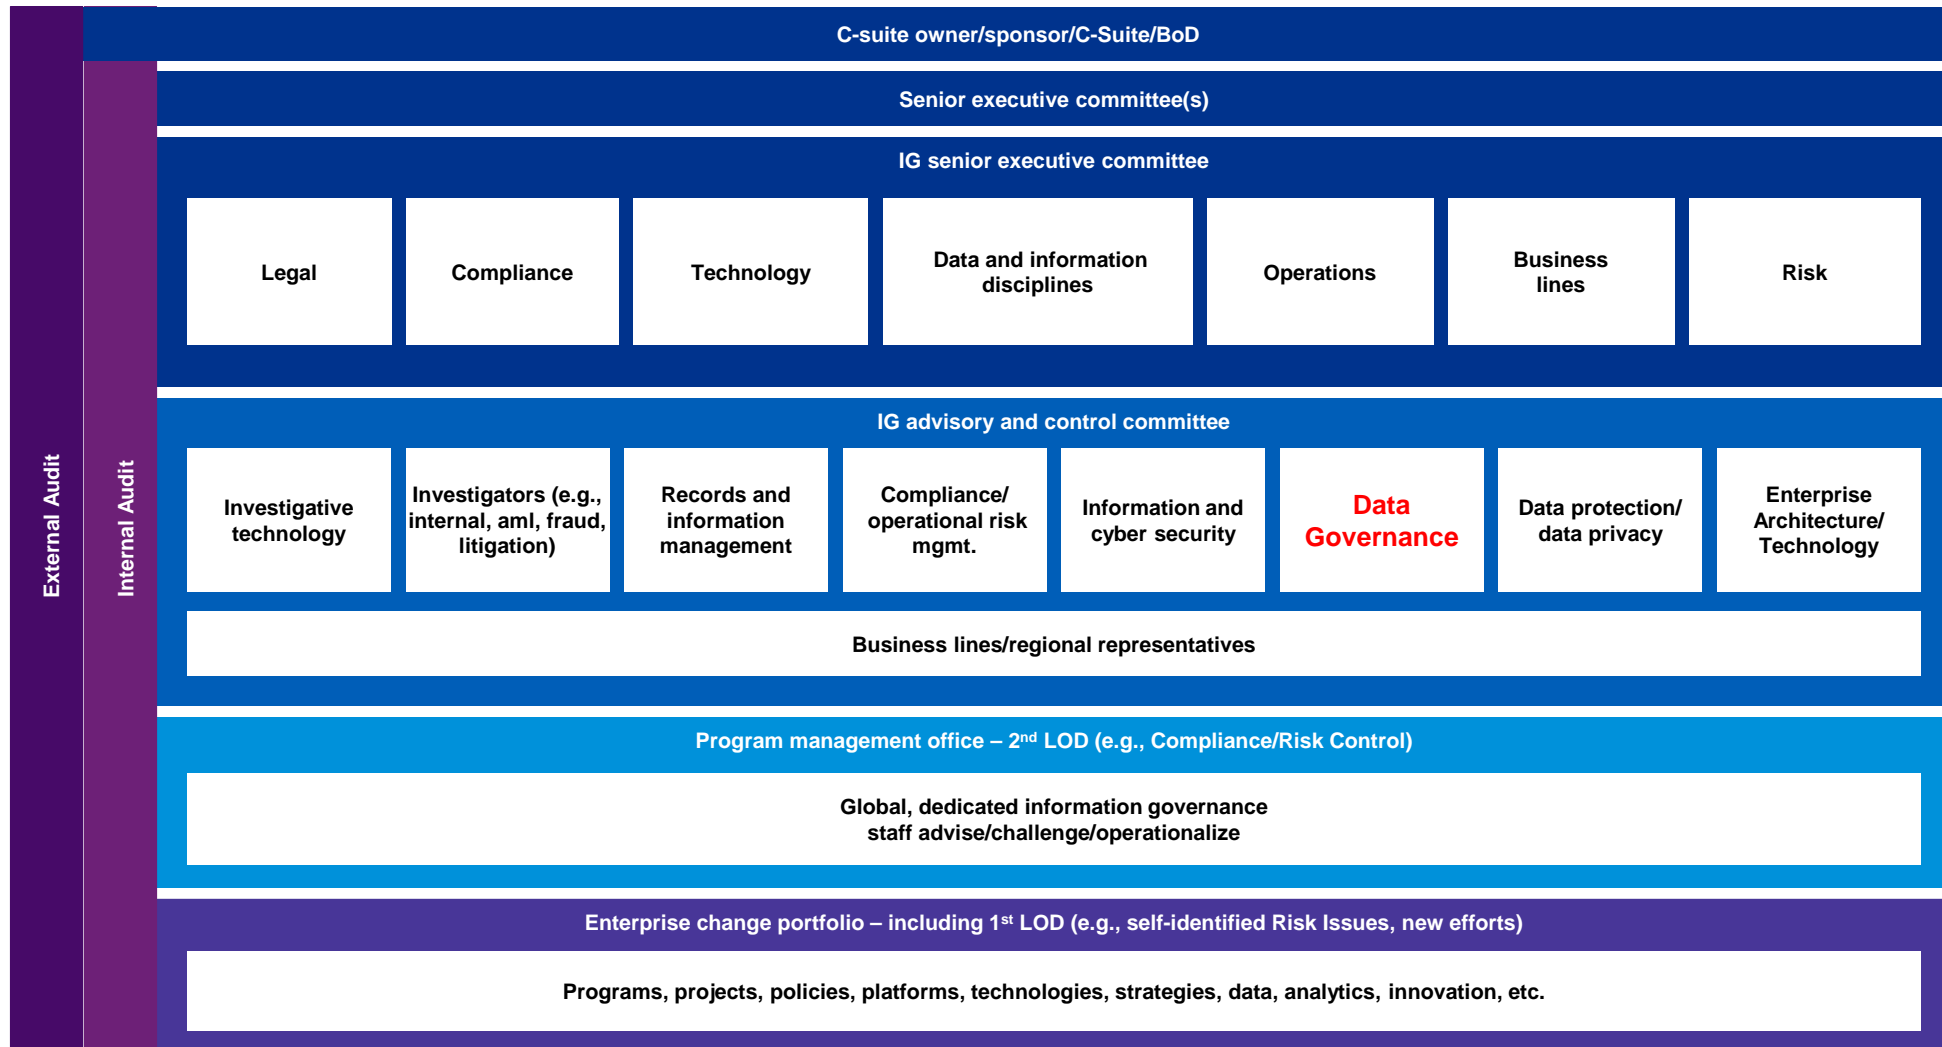 C-suite owner/sponsor/C-Suite/BoD
Senior executive committee(s)
IG senior executive committee
Legal
Compliance
Technology
Data and information
disciplines
Operations
Business
lines
Risk
IG advisory and control committee
Investigative
technology
Investigators (e.g.,
internal, aml, fraud,
litigation)
Records and
information
management
Compliance/
operational risk
mgmt.
Information and
cyber security
Data
Governance
Data protection/
data privacy
Enterprise
Architecture/
Technology
Business lines/regional representatives
Program management office – 2nd LOD (e.g., Compliance/Risk Control)
Global, dedicated information governance
staff advise/challenge/operationalize
Enterprise change portfolio – including 1st LOD (e.g., self-identified Risk Issues, new efforts)
Programs, projects, policies, platforms, technologies, strategies, data, analytics, innovation, etc.
External Audit
Internal Audit